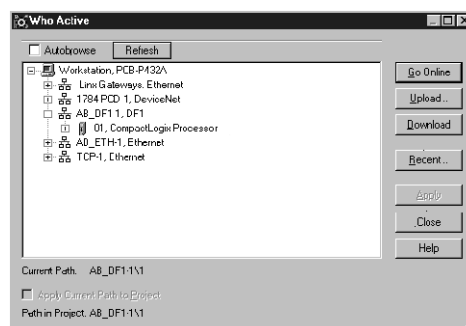 Who Active
Autobrowse
Refresh
Workstation, PCB-P432A
Linx Gateways, Ethernet
1784 PCD 1, DeviceNet
AB_DF1 1, DF1
01, CompactLogix Processor
AB_ETH-1, Ethernet
TCP-1, Ethernet
Go Online
Upload..
Download
Recent..
Apply
Close
Help
Current Path. AB_DF1-1\1
Apply Current Path to Project
Path in Project. AB_DF1-1\1